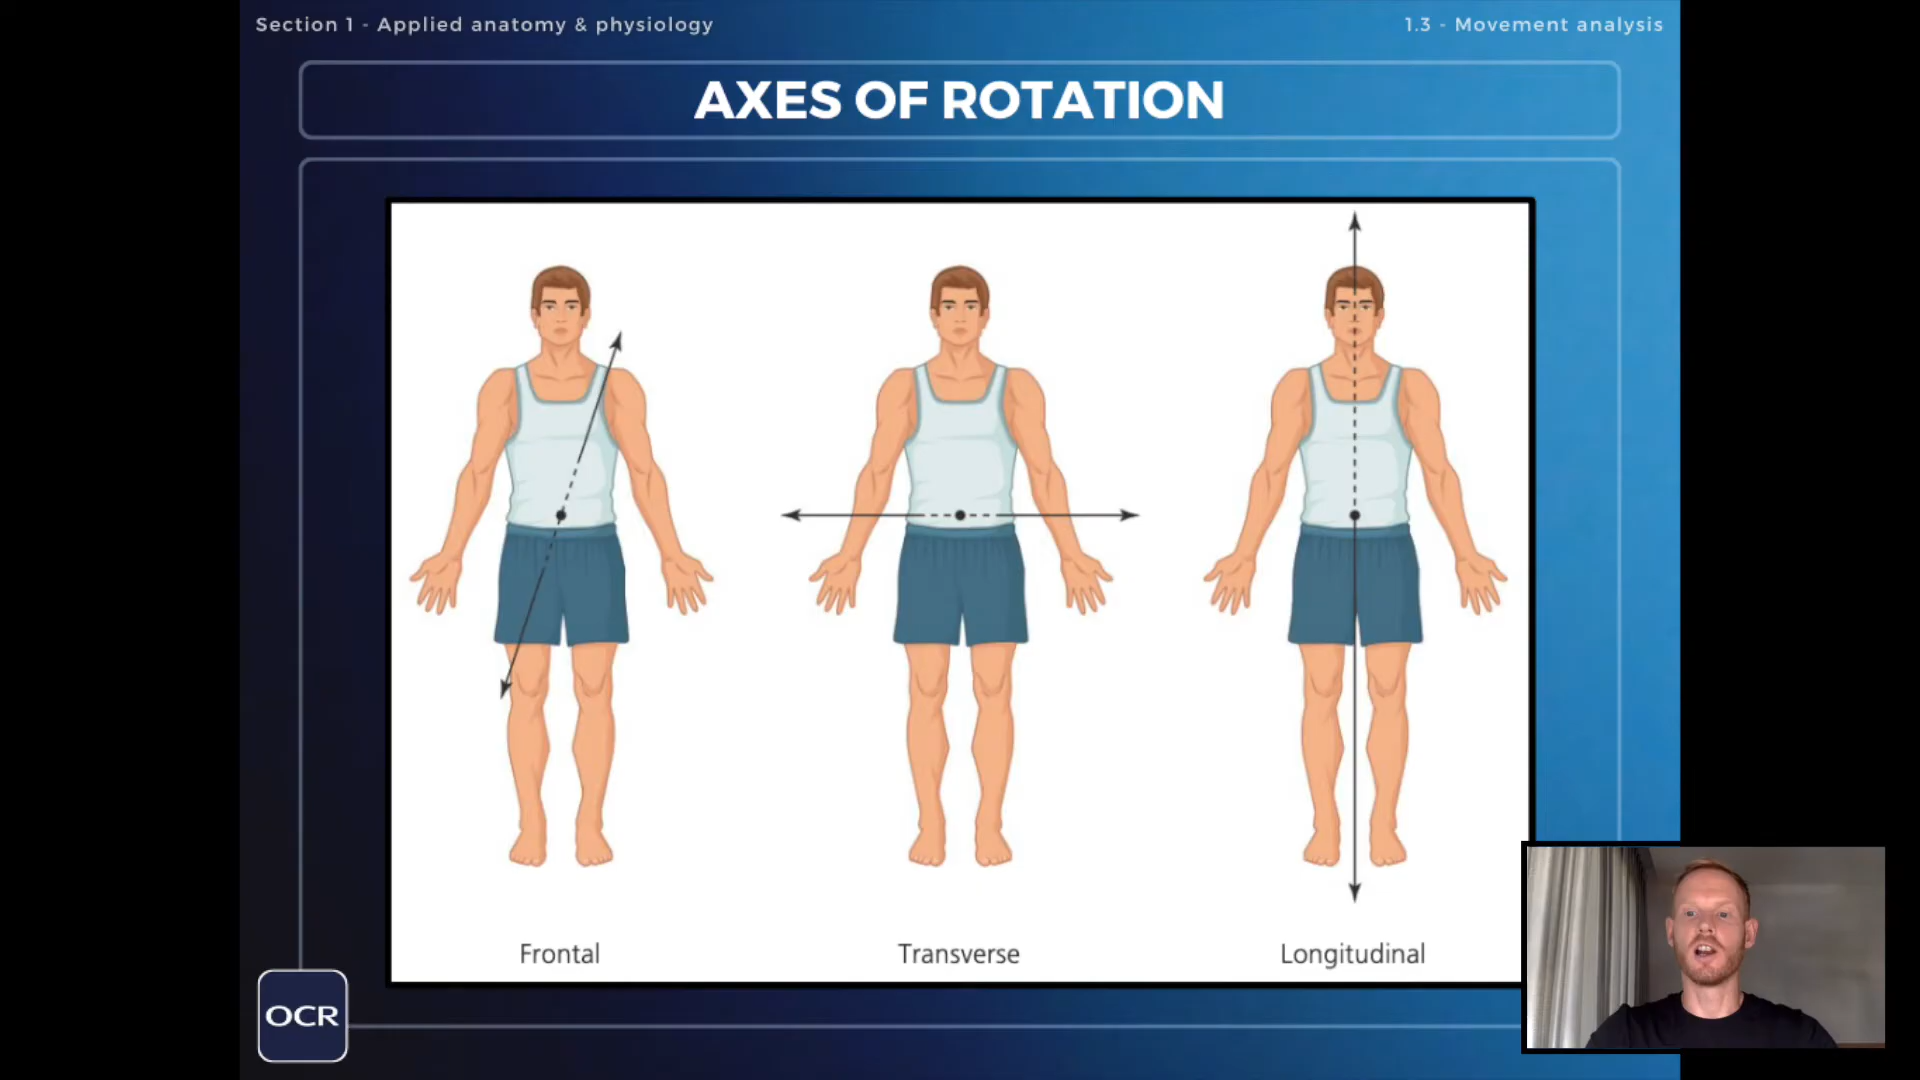 Section 1 - Applied anatomy & physiology
1.3 - Movement analysis
AXES OF ROTATION
Frontal
Transverse
Longitudinal
OCR